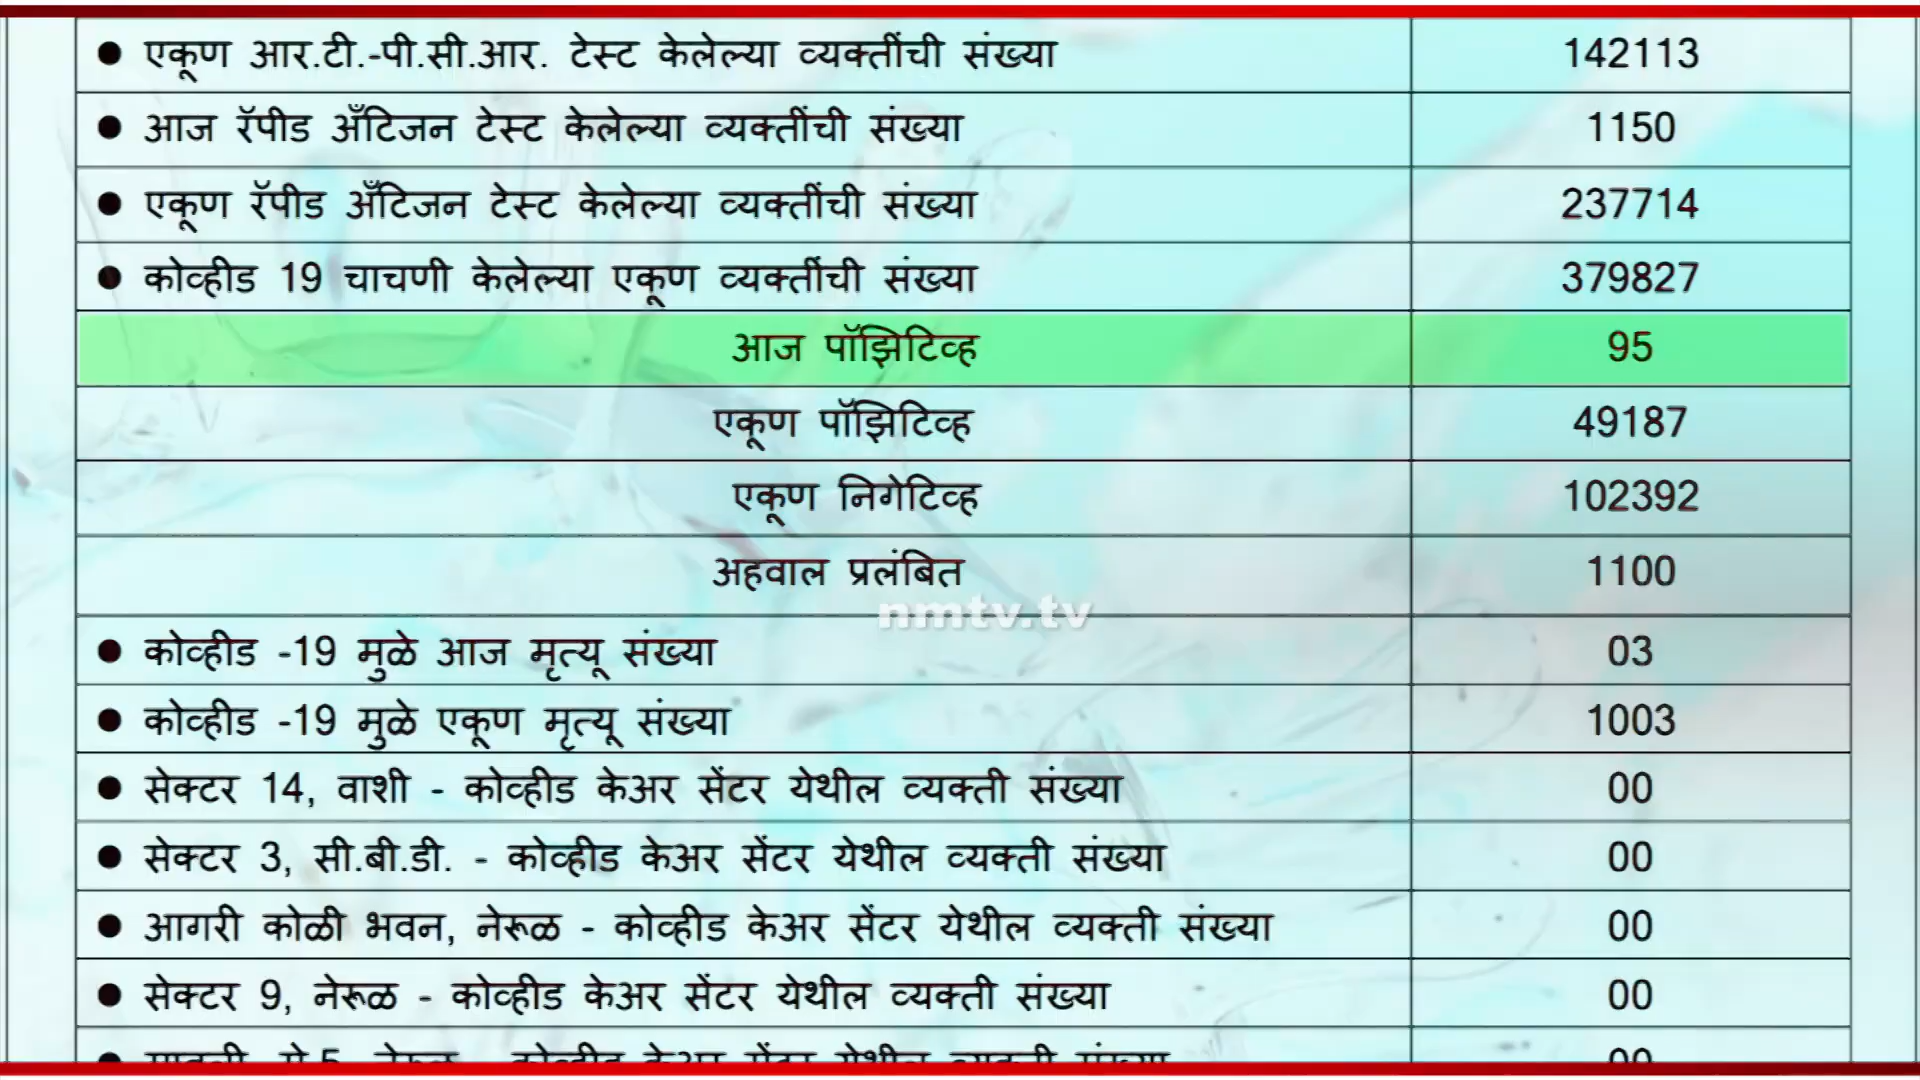 ● एकूण आर.टी.-पी.सी.आर. टेस्ट केलेल्या व्यक्तींची संख्या 142113
● आज रॅपीड अँटिजन टेस्ट केलेल्या व्यक्तींची संख्या 1150
● एकूण रॅपीड अँटिजन टेस्ट केलेल्या व्यक्तींची संख्या 237714
● कोव्हीड 19 चाचणी केलेल्या एकूण व्यक्तींची संख्या 379827
आज पॉझिटिव्ह 95
एकूण पॉझिटिव्ह 49187
एकूण निगेटिव्ह 102392
अहवाल प्रलंबित 1100
nmtv.tv
● कोव्हीड -19 मुळे आज मृत्यू संख्या 03
● कोव्हीड -19 मुळे एकूण मृत्यू संख्या 1003
● सेक्टर 14, वाशी - कोव्हीड केअर सेंटर येथील व्यक्ती संख्या 00
● सेक्टर 3, सी.बी.डी. - कोव्हीड केअर सेंटर येथील व्यक्ती संख्या 00
● आगरी कोळी भवन, नेरूळ - कोव्हीड केअर सेंटर येथील व्यक्ती संख्या 00
● सेक्टर 9, नेरूळ - कोव्हीड केअर सेंटर येथील व्यक्ती संख्या 00